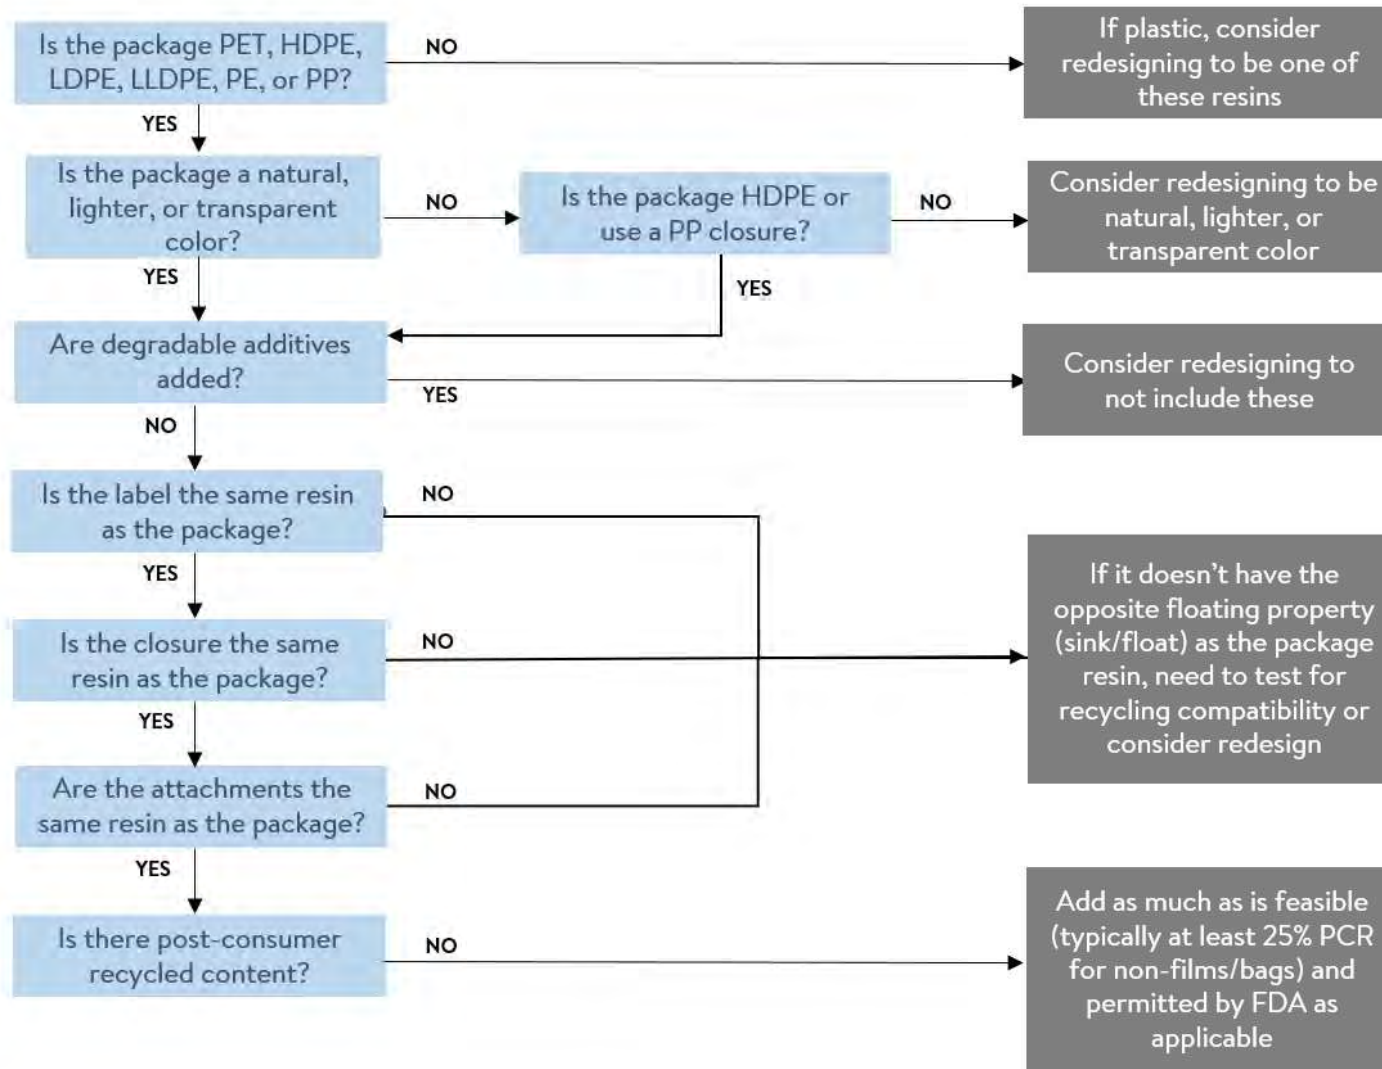 Is the package PET, HDPE,
LDPE, LLDPE, PE, or PP?
NO
If plastic, consider
redesigning to be one of
these resins
YES
Is the package a natural,
lighter, or transparent
color?
NO
Is the package HDPE or
use a PP closure?
NO
Consider redesigning to be
natural, lighter, or
transparent color
YES
YES
Are degradable additives
added?
YES
Consider redesigning to
not include these
NO
Is the label the same resin
as the package?
NO
YES
Is the closure the same
resin as the package?
NO
If it doesn't have the
opposite floating property
(sink/float) as the package
resin, need to test for
recycling compatibility or
consider redesign
YES
Are the attachments the
same resin as the package?
NO
YES
Is there post-consumer
recycled content?
NO
Add as much as is feasible
(typically at least 25% PCR
for non-films/bags) and
permitted by FDA as
applicable